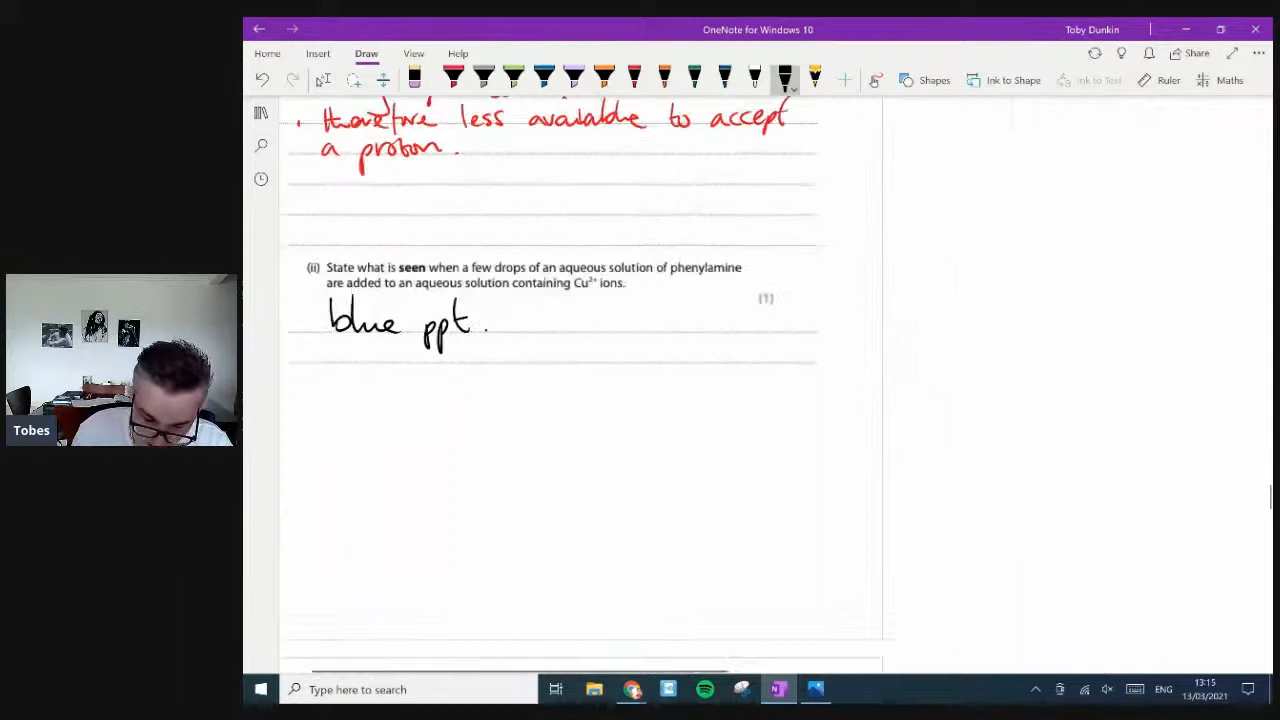 OneNote for Windows 10
Toby Dunkin
Home Insert Draw View Help
Share
Shapes Ink to Shape Ink to Text Ruler Maths
. therefore less available to accept
a proton.
(ii) State what is seen when a few drops of an aqueous solution of phenylamine
are added to an aqueous solution containing Cu²⁺ ions.
(1)
blue ppt.
Tobes
Type here to search
ENG
13:15
13/03/2021